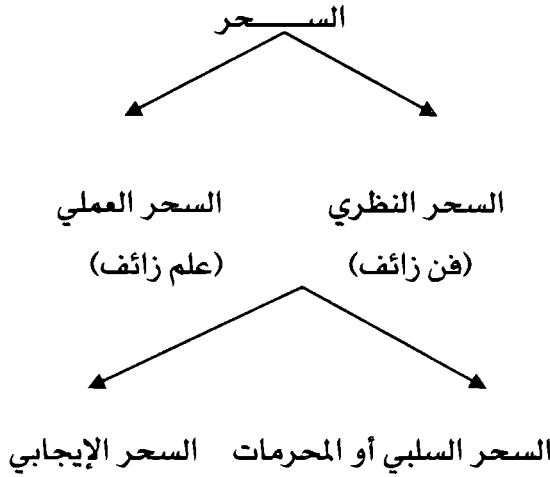 السحر
السحر النظري السحر العملي
(فن زائف) (علم زائف)
السحر السلبي أو المحرمات السحر الإيجابي